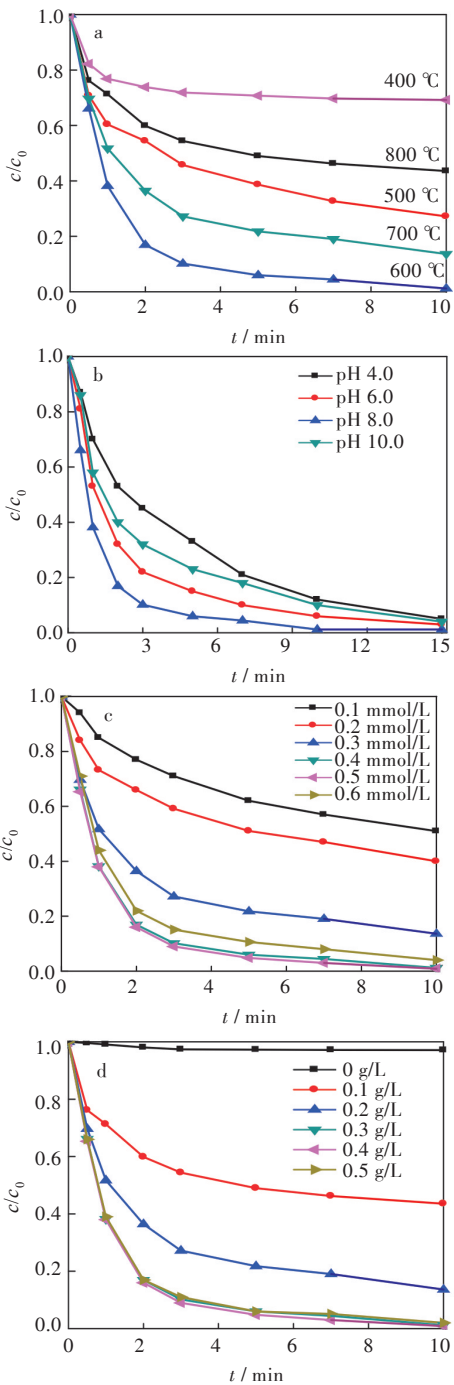 a
1.0
0.8
0.6
0.4
0.2
0.0
c/c0
400 ℃
800 ℃
500 ℃
700 ℃
600 ℃
0 2 4 6 8 10
t / min
b
1.0
0.8
0.6
0.4
0.2
0.0
c/c0
pH 4.0
pH 6.0
pH 8.0
pH 10.0
0 3 6 9 12 15
t / min
c
1.0
0.8
0.6
0.4
0.2
0.0
c/c0
0.1 mmol/L
0.2 mmol/L
0.3 mmol/L
0.4 mmol/L
0.5 mmol/L
0.6 mmol/L
0 2 4 6 8 10
t / min
d
1.0
0.8
0.6
0.4
0.2
0.0
c/c0
0 g/L
0.1 g/L
0.2 g/L
0.3 g/L
0.4 g/L
0.5 g/L
0 2 4 6 8 10
t / min